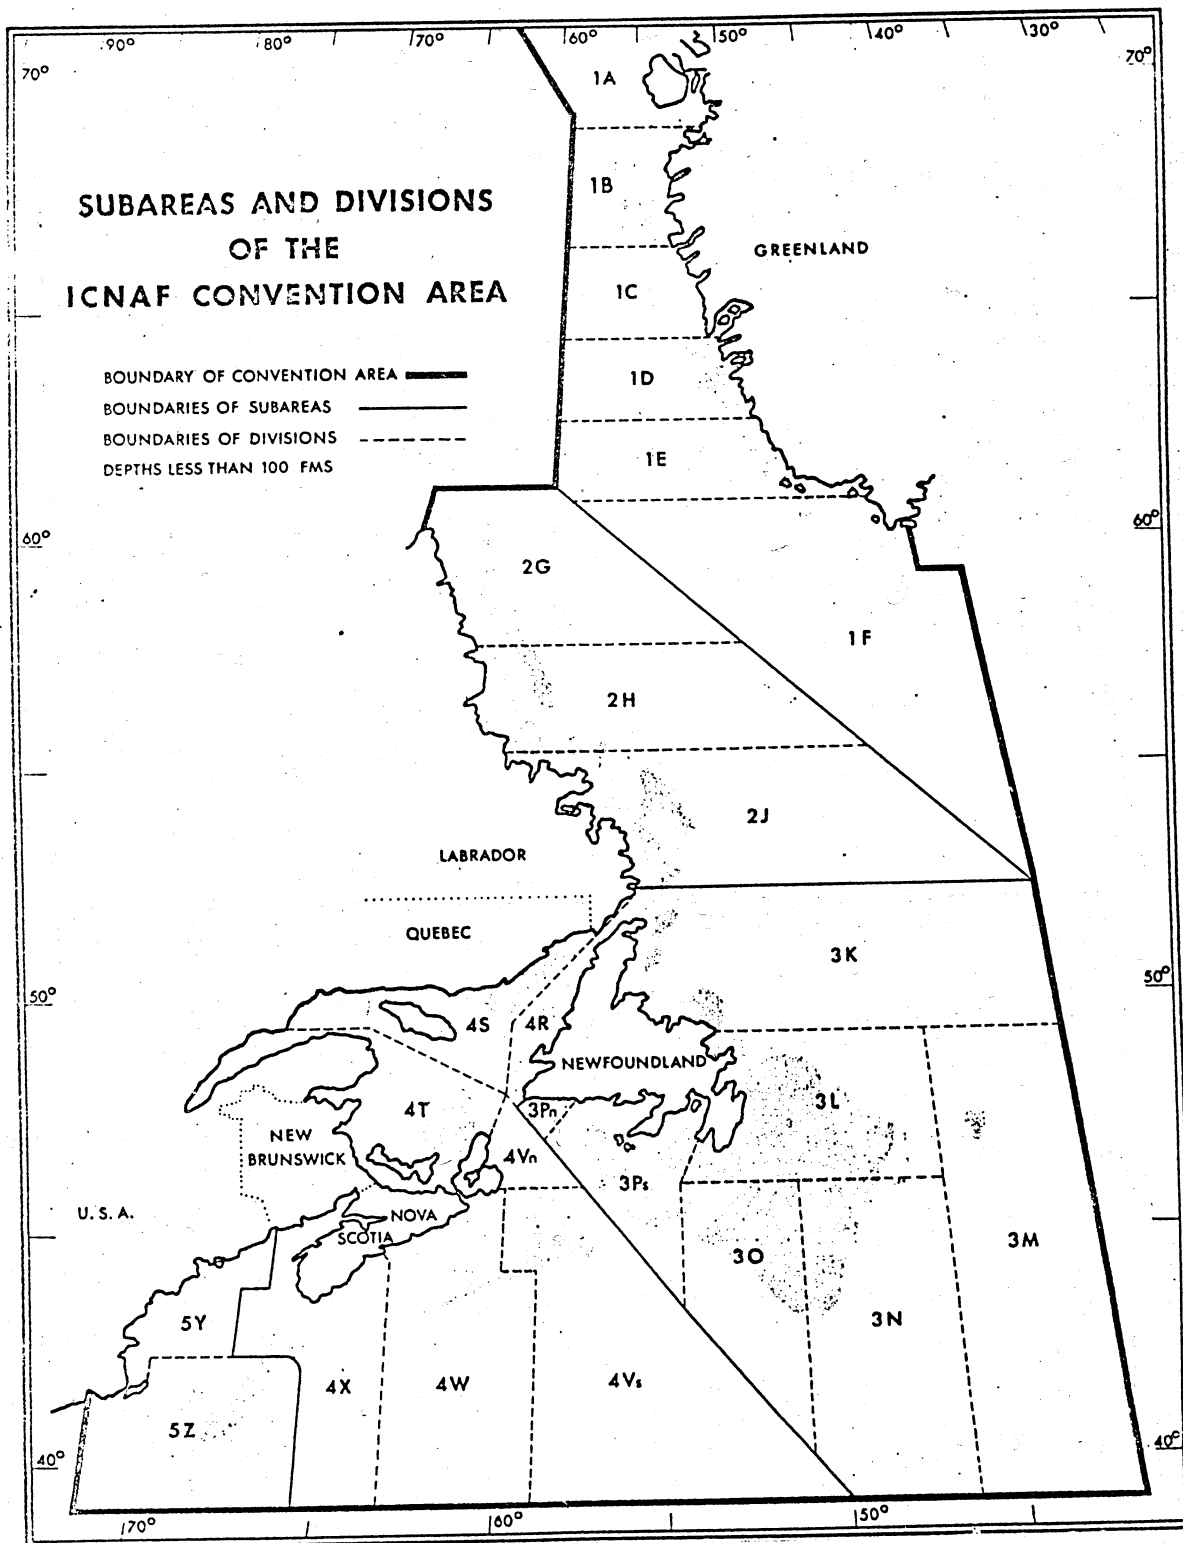 90° 80° 70° 60° 50° 40° 30°
70° 70°
1A
SUBAREAS AND DIVISIONS
OF THE
ICNAF CONVENTION AREA
1B
GREENLAND
1C
BOUNDARY OF CONVENTION AREA
BOUNDARIES OF SUBAREAS
BOUNDARIES OF DIVISIONS
DEPTHS LESS THAN 100 FMS
1D
1E
60° 60°
2G
1F
2H
2J
LABRADOR
QUEBEC
3K
50° 50°
4S 4R
NEWFOUNDLAND
4T
3Pn
3L
NEW
BRUNSWICK
4Vn
3Ps
U.S.A.
NOVA
SCOTIA
3O
3M
5Y
3N
4X 4W 4Vs
5Z
40° 40°
70° 60° 50°